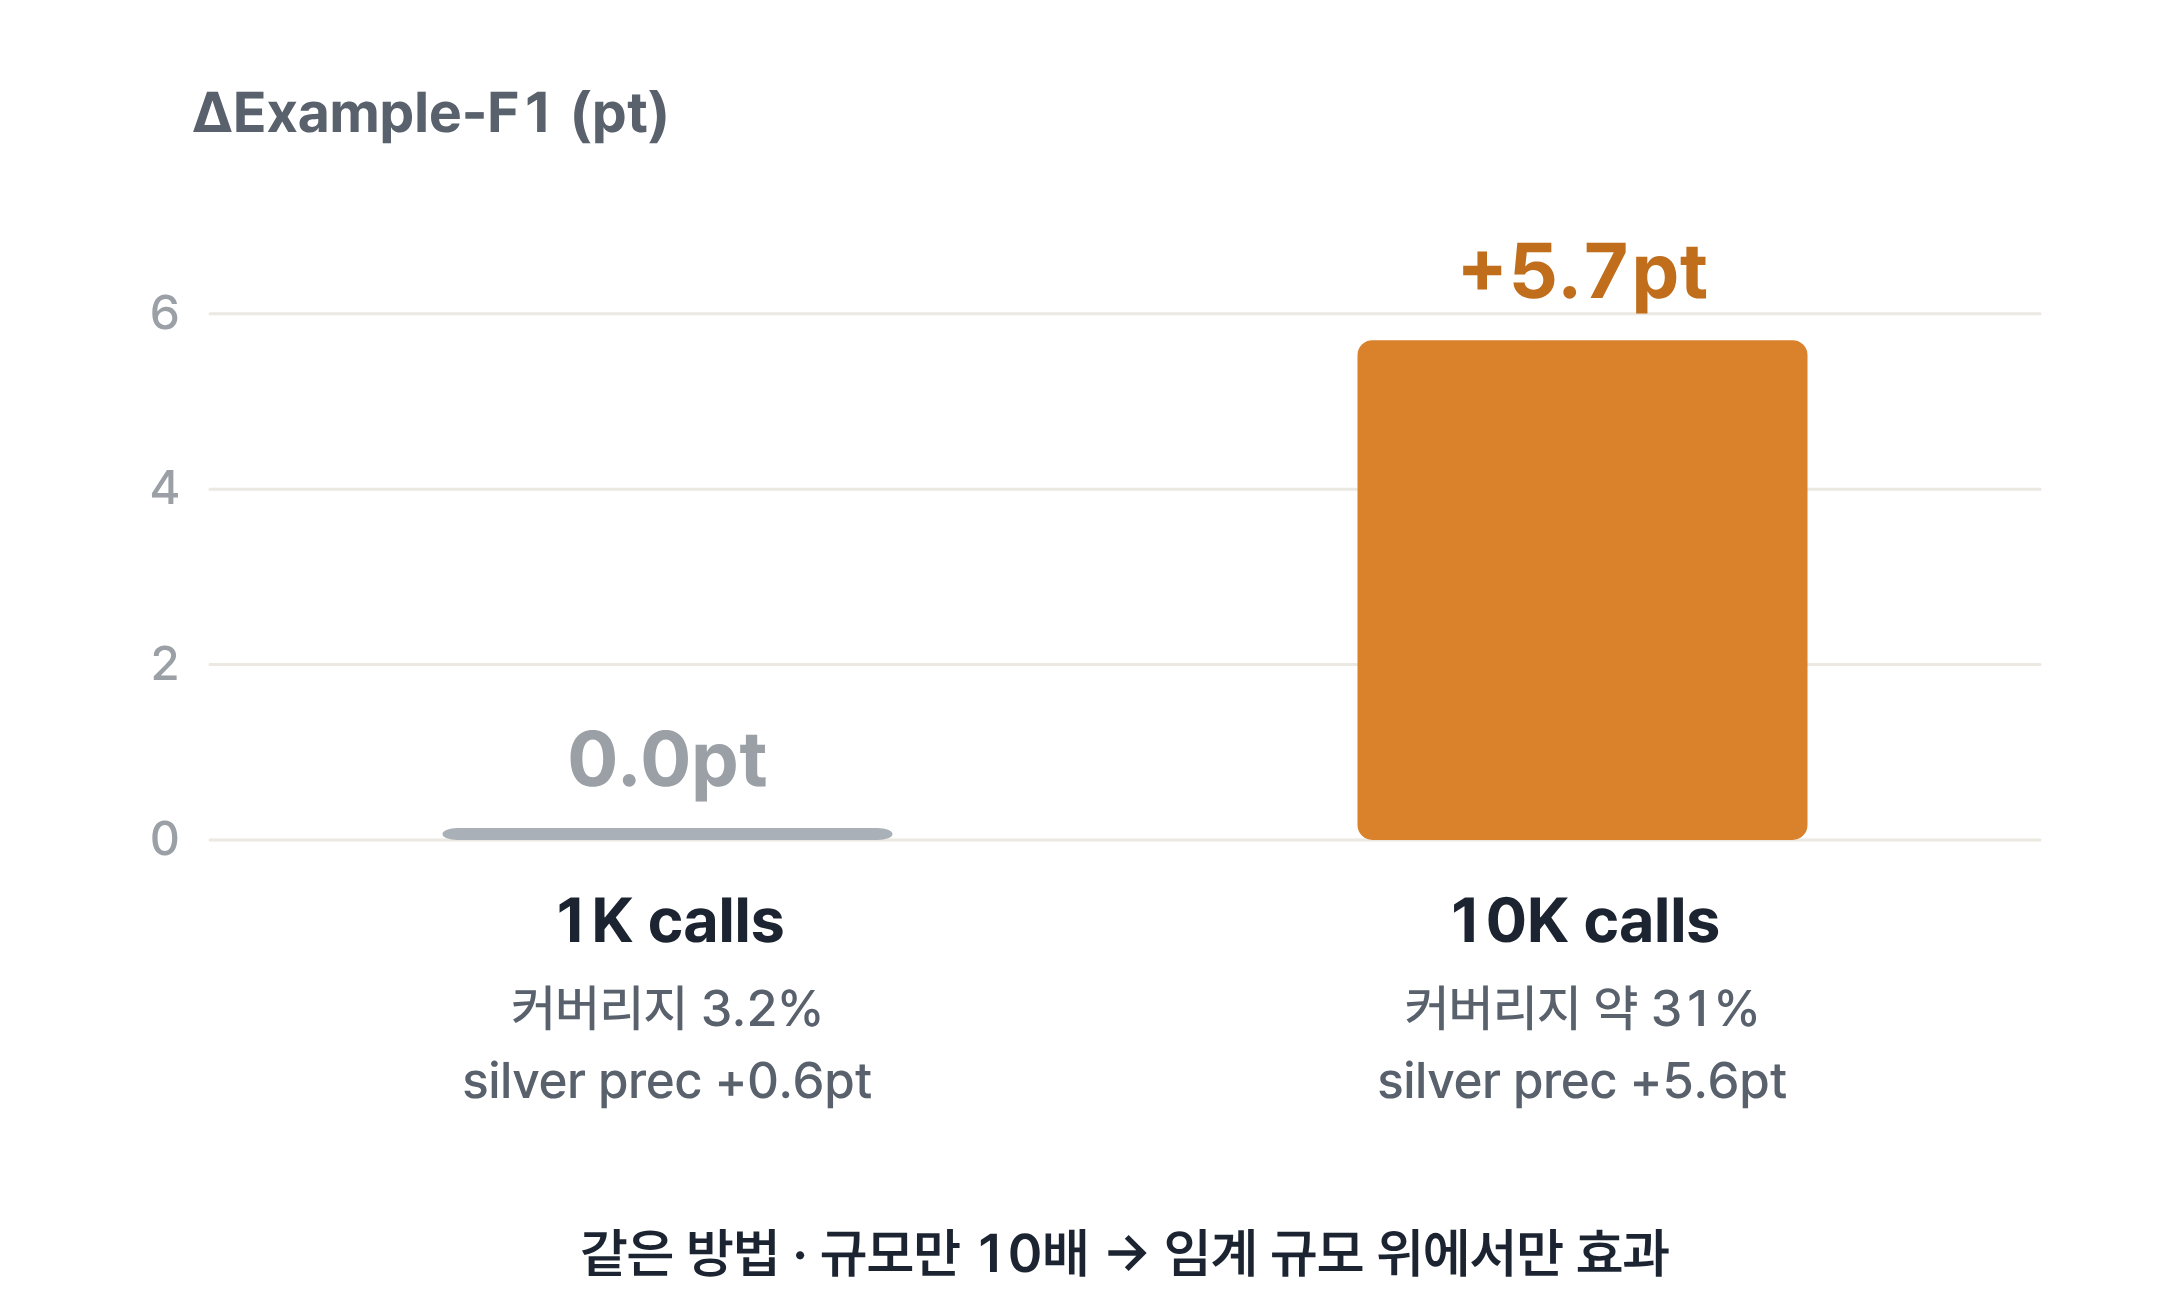 ΔExample-F1 (pt)
+5.7pt
6
4
2
0.0pt
0
1K calls
10K calls
커버리지 3.2%
커버리지 약 31%
silver prec +0.6pt
silver prec +5.6pt
같은 방법 · 규모만 10배 → 임계 규모 위에서만 효과